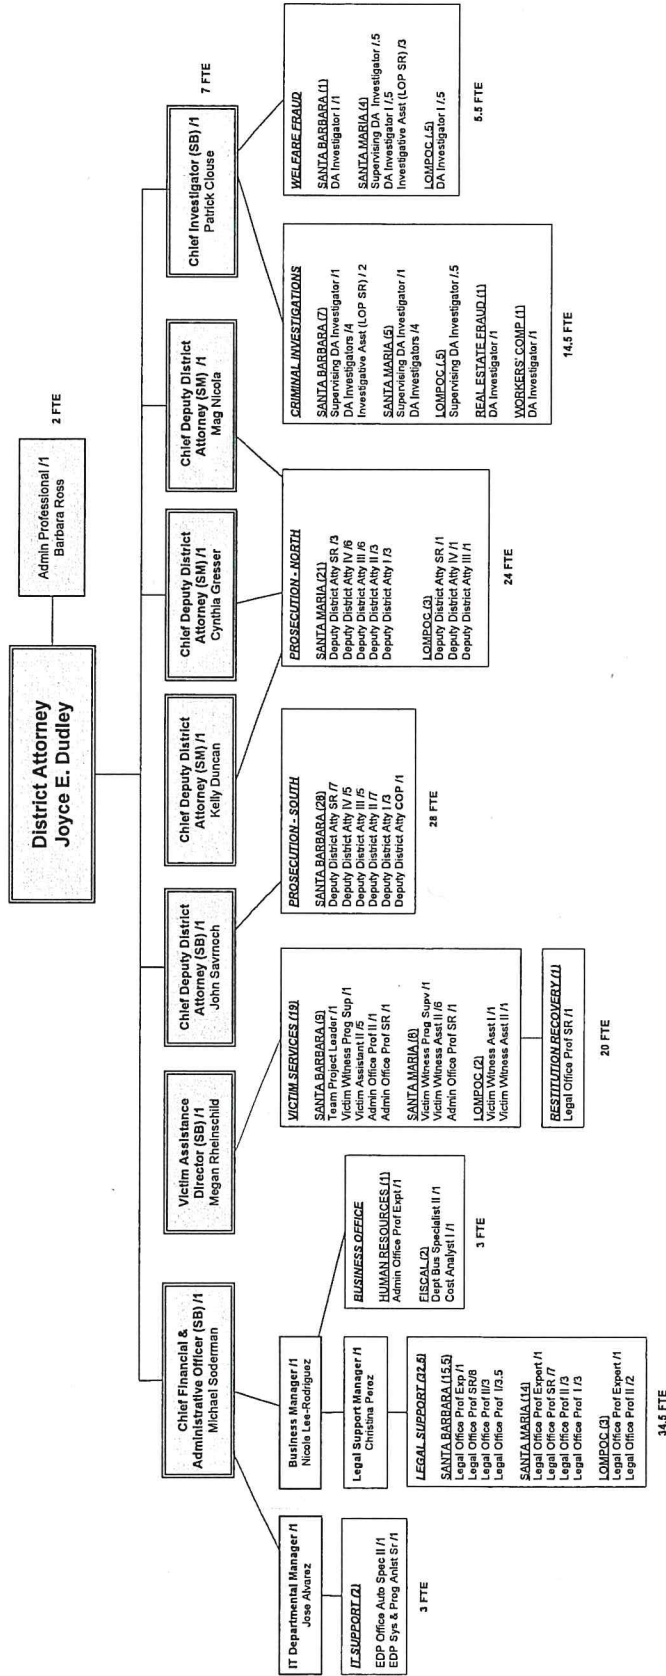 District Attorney
Joyce E. Dudley
Admin Professional /1
Barbara Ross
2 FTE
Chief Financial &
Administrative Officer (SB) /1
Michael Soderman
Victim Assistance
Director (SB) /1
Megan Rheinschild
Chief Deputy District
Attorney (SB) /1
John Savrnoch
Chief Deputy District
Attorney (SM) /1
Kelly Duncan
Chief Deputy District
Attorney (SM) /1
Cynthia Gresser
Chief Deputy District
Attorney (SM) /1
Mag Nicola
Chief Investigator (SB) /1
Patrick Clouse
7 FTE
IT Departmental Manager /1
Jose Alvarez
IT SUPPORT (2)
EDP Office Auto Spec II /1
EDP Sys & Prog Anlst Sr /1
3 FTE
Business Manager /1
Nicole Lee-Rodriguez
Legal Support Manager /1
Christina Perez
LEGAL SUPPORT (32.5)
SANTA BARBARA (15.5)
Legal Office Prof Exp /1
Legal Office Prof SR/8
Legal Office Prof II/3
Legal Office Prof I/3.5
SANTA MARIA (14)
Legal Office Prof Expert /1
Legal Office Prof SR /7
Legal Office Prof II /3
Legal Office Prof I /3
LOMPOC (3)
Legal Office Prof Expert /1
Legal Office Prof II /2
34.5 FTE
BUSINESS OFFICE
HUMAN RESOURCES (1)
Admin Office Prof Expt /1
FISCAL (2)
Dept Bus Specialist II /1
Cost Analyst I /1
3 FTE
VICTIM SERVICES (19)
SANTA BARBARA (9)
Team Project Leader /1
Victim Witness Prog Sup /1
Victim Assistant II /5
Admin Office Prof II /1
Admin Office Prof SR /1
SANTA MARIA (8)
Victim Witness Prog Supv /1
Victim Witness Asst II /6
Admin Office Prof SR /1
LOMPOC (2)
Victim Witness Asst I /1
Victim Witness Asst II /1
RESTITUTION RECOVERY (1)
Legal Office Prof SR /1
20 FTE
PROSECUTION - SOUTH
SANTA BARBARA (28)
Deputy District Atty SR /7
Deputy District Atty IV /5
Deputy District Atty III /5
Deputy District Atty II /7
Deputy District Atty I /3
Deputy District Atty COP /1
28 FTE
PROSECUTION - NORTH
SANTA MARIA (21)
Deputy District Atty SR /3
Deputy District Atty IV /6
Deputy District Atty III /6
Deputy District Atty II /3
Deputy District Atty I /3
LOMPOC (3)
Deputy District Atty SR /1
Deputy District Atty IV /1
Deputy District Atty III /1
24 FTE
CRIMINAL INVESTIGATIONS
SANTA BARBARA (7)
Supervising DA Investigator /1
DA Investigators /4
Investigative Asst (LOP SR) / 2
SANTA MARIA (5)
Supervising DA Investigator /1
DA Investigators /4
LOMPOC (.5)
Supervising DA Investigator /.5
REAL ESTATE FRAUD (1)
DA Investigator /1
WORKERS' COMP (1)
DA Investigator /1
14.5 FTE
WELFARE FRAUD
SANTA BARBARA (1)
DA Investigator I /1
SANTA MARIA (4)
Supervising DA Investigator /.5
DA Investigator I /.5
Investigative Asst (LOP SR) /3
LOMPOC (.5)
DA Investigator I /.5
5.5 FTE